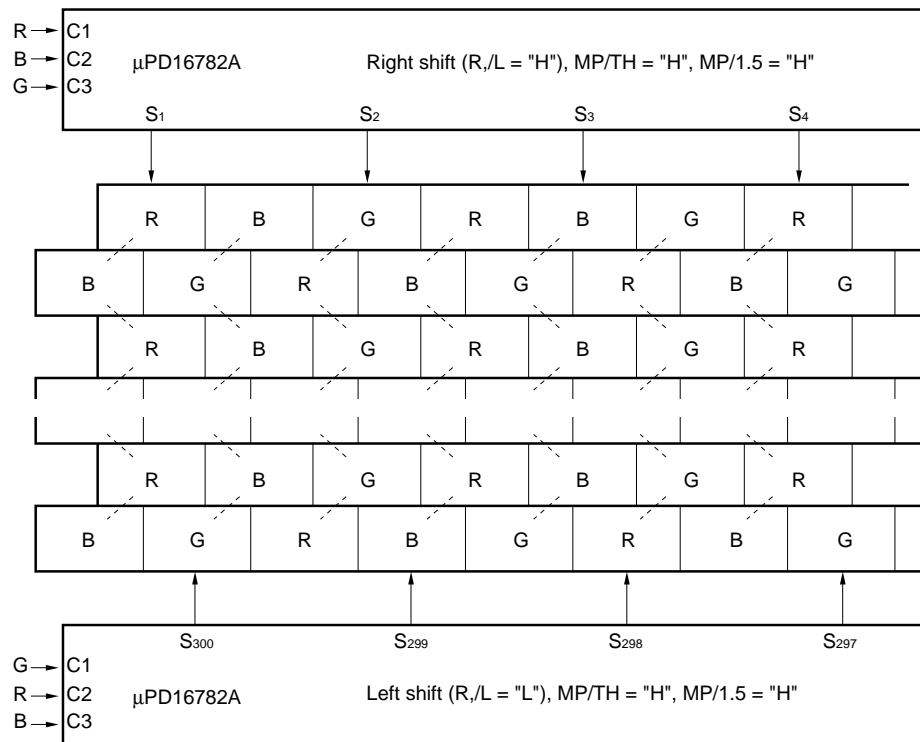 R C1
B C2
G C3
μPD16782A Right shift (R,/L = "H"), MP/TH = "H", MP/1.5 = "H"
S1 S2 S3 S4
R B G R B G R
B G R B G R B G
R B G R B G R
R B G R B G R
B G R B G R B G
S300 S299 S298 S297
G C1
R C2
B C3
μPD16782A Left shift (R,/L = "L"), MP/TH = "H", MP/1.5 = "H"